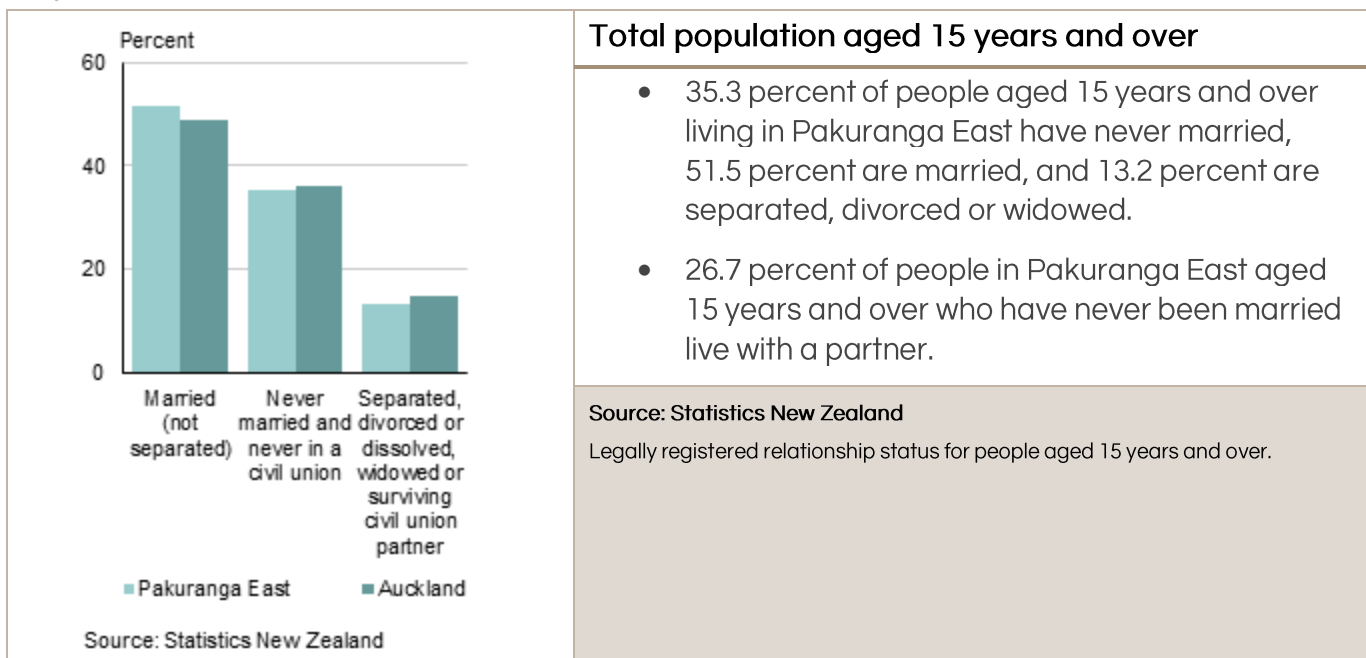 Percent
60
40
20
0
Married
(not
separated)
Never
married and
never in a
civil union
Separated,
divorced or
dissolved,
widowed or
surviving
civil union
partner
Pakuranga East
Auckland
Source: Statistics New Zealand
Total population aged 15 years and over
• 35.3 percent of people aged 15 years and over
living in Pakuranga East have never married,
51.5 percent are married, and 13.2 percent are
separated, divorced or widowed.
• 26.7 percent of people in Pakuranga East aged
15 years and over who have never been married
live with a partner.
Source: Statistics New Zealand
Legally registered relationship status for people aged 15 years and over.